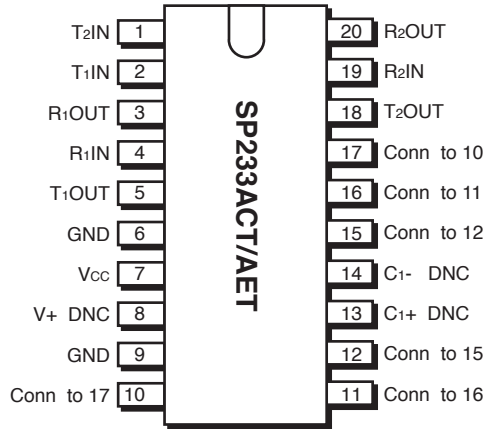 T2IN 1
T1IN 2
R1OUT 3
R1IN 4
T1OUT 5
GND 6
VCC 7
V+ DNC 8
GND 9
Conn to 17 10
SP233ACT/AET
20 R2OUT
19 R2IN
18 T2OUT
17 Conn to 10
16 Conn to 11
15 Conn to 12
14 C1- DNC
13 C1+ DNC
12 Conn to 15
11 Conn to 16